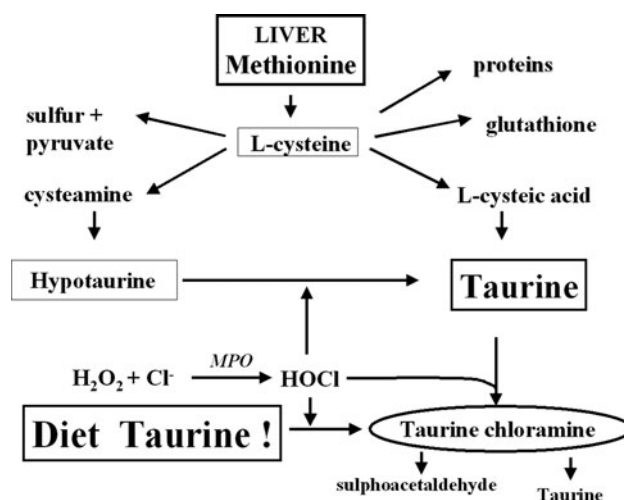 LIVER
Methionine
proteins
sulfur +
pyruvate
L-cysteine
glutathione
cysteamine
L-cysteic acid
Hypotaurine
Taurine
MPO
H₂O₂ + Cl⁻
HOCl
Diet Taurine !
Taurine chloramine
sulphoacetaldehyde
Taurine